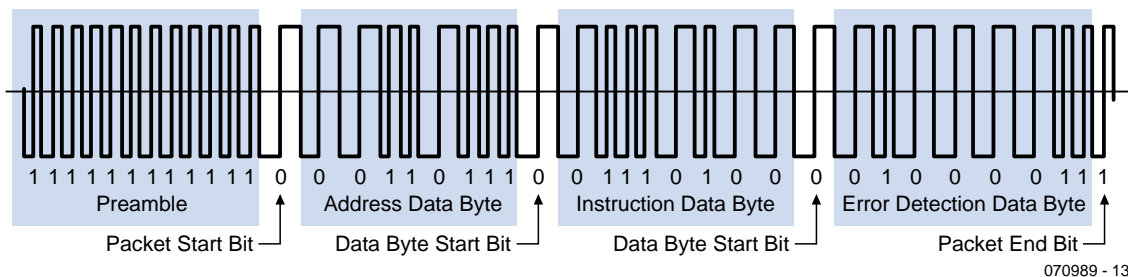 1 1 1 1 1 1 1 1 1 1 1 1 0 0 0 1 1 0 1 1 1 0 0 1 1 1 0 1 0 0 0 0 1 0 0 0 0 1 1 1
Preamble Address Data Byte Instruction Data Byte Error Detection Data Byte
Packet Start Bit Data Byte Start Bit Data Byte Start Bit Packet End Bit
070989 - 13